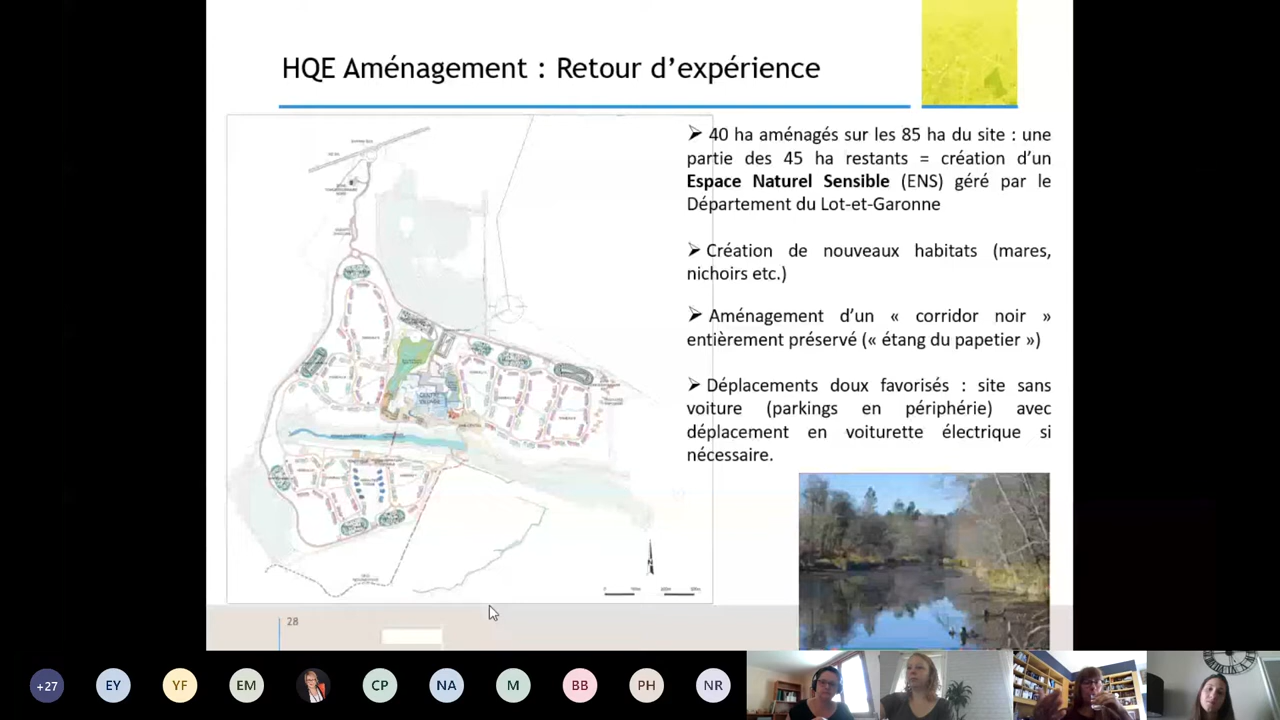 HQE Aménagement : Retour d'expérience
➢ 40 ha aménagés sur les 85 ha du site : une
partie des 45 ha restants = création d'un
Espace Naturel Sensible (ENS) géré par le
Département du Lot-et-Garonne
➢ Création de nouveaux habitats (mares,
nichoirs etc.)
➢ Aménagement d'un « corridor noir »
entièrement préservé (« étang du papetier »)
➢ Déplacements doux favorisés : site sans
voiture (parkings en périphérie) avec
déplacement en voiturette électrique si
nécessaire.
CENTRE
VILLAGE
N
28
+27
EY
YF
EM
CP
NA
M
BB
PH
NR